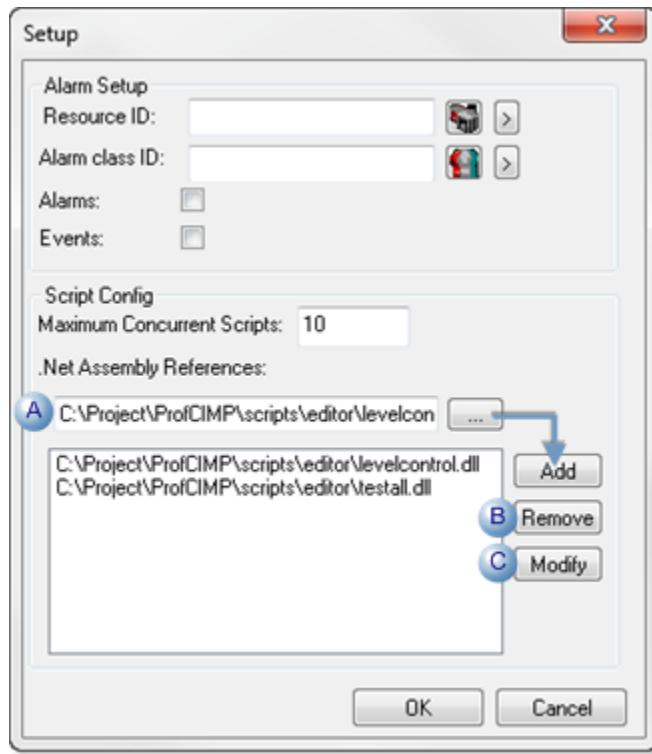 Setup
Alarm Setup
Resource ID:
>
Alarm class ID:
>
Alarms:
Events:
Script Config
Maximum Concurrent Scripts: 10
.Net Assembly References:
A C:\Project\ProfCIMP\scripts\editor\levelcon ...
C:\Project\ProfCIMP\scripts\editor\levelcontrol.dll Add
C:\Project\ProfCIMP\scripts\editor\testall.dll
B Remove
C Modify
OK Cancel